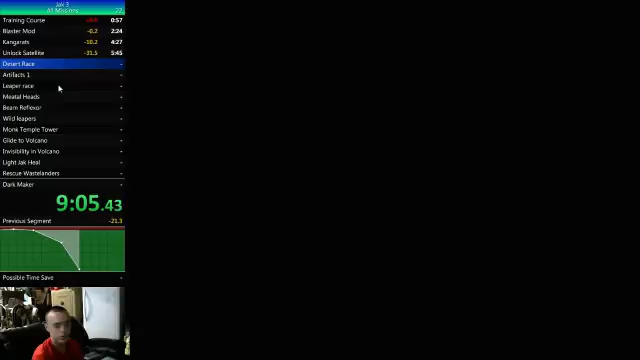 Jak 3
All Missions 22
Training Course 0:57
Blaster Mod -0.2 2:24
Kangarats -10.2 4:27
Unlock Satellite -31.5 5:45
Desert Race -
Artifacts 1 -
Leaper race -
Meatal Heads -
Beam Reflexor -
Wild leapers -
Monk Temple Tower -
Glide to Volcano -
Invisibility in Volcano -
Light Jak Heal -
Rescue Wastelanders -
Dark Maker -
9:05.43
Previous Segment -21.3
Possible Time Save -